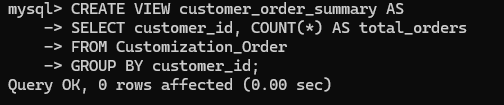 mysql> CREATE VIEW customer_order_summary AS
    -> SELECT customer_id, COUNT(*) AS total_orders
    -> FROM Customization_Order
    -> GROUP BY customer_id;
Query OK, 0 rows affected (0.00 sec)